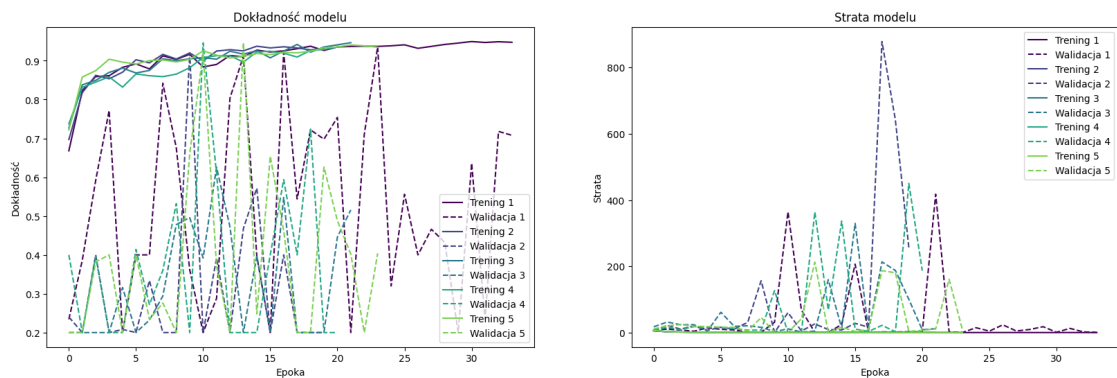 Dokładność modelu
Dokładność
0.9
0.8
0.7
0.6
0.5
0.4
0.3
0.2
0
5
10
15
20
25
30
Epoka
Trening 1
Walidacja 1
Trening 2
Walidacja 2
Trening 3
Walidacja 3
Trening 4
Walidacja 4
Trening 5
Walidacja 5
Strata modelu
Strata
800
600
400
200
0
0
5
10
15
20
25
30
Epoka
Trening 1
Walidacja 1
Trening 2
Walidacja 2
Trening 3
Walidacja 3
Trening 4
Walidacja 4
Trening 5
Walidacja 5